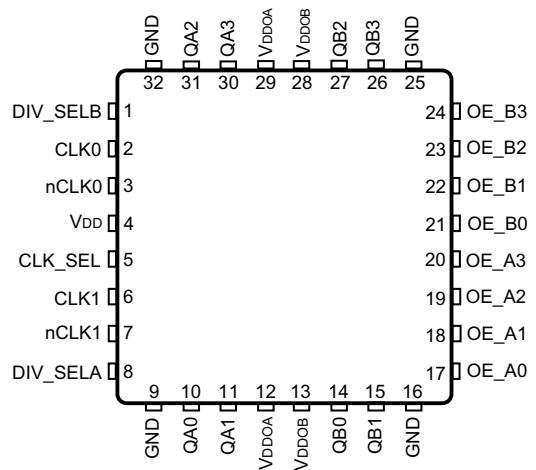 GND QA2 QA3 VDDOA VDDOB QB2 QB3 GND
32 31 30 29 28 27 26 25
DIV_SELB 1 24 OE_B3
CLK0 2 23 OE_B2
nCLK0 3 22 OE_B1
VDD 4 21 OE_B0
CLK_SEL 5 20 OE_A3
CLK1 6 19 OE_A2
nCLK1 7 18 OE_A1
DIV_SELA 8 17 OE_A0
9 10 11 12 13 14 15 16
GND QA0 QA1 VDDOA VDDOB QB0 QB1 GND